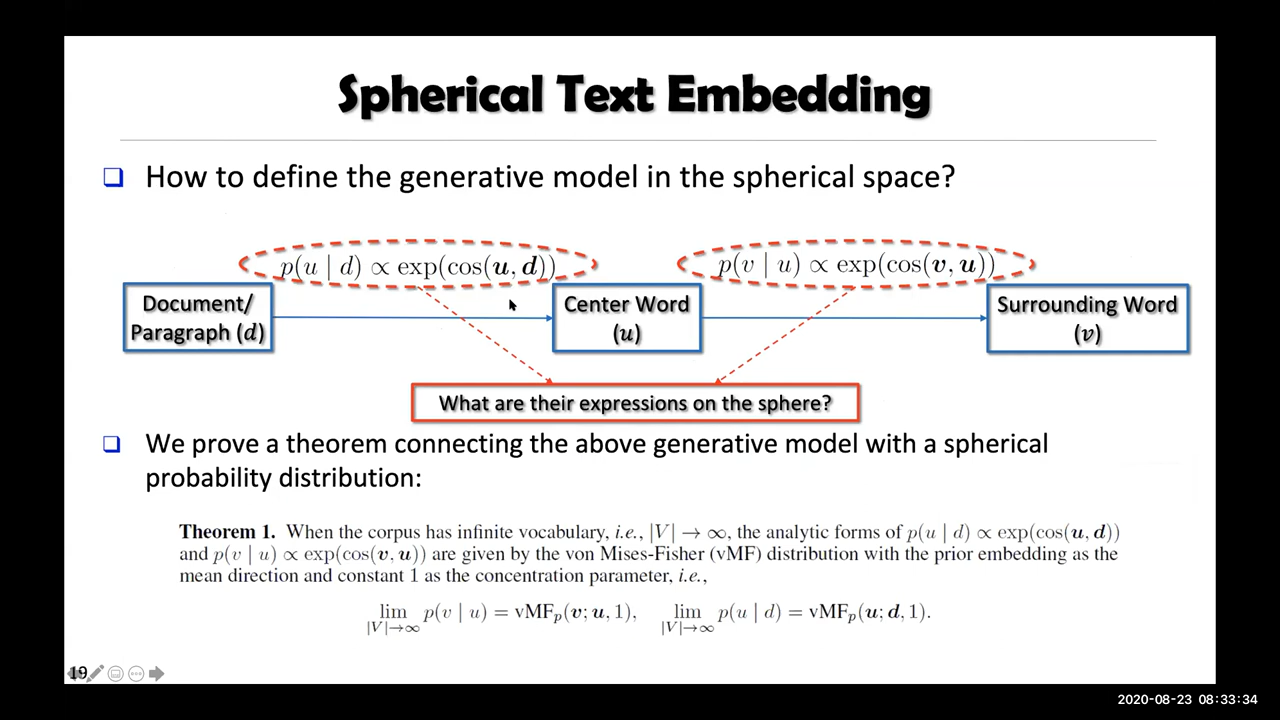 Spherical Text Embedding
How to define the generative model in the spherical space?
p(u | d) ∝ exp(cos(u, d))
p(v | u) ∝ exp(cos(v, u))
Document/
Paragraph (d)
Center Word
(u)
Surrounding Word
(v)
What are their expressions on the sphere?
We prove a theorem connecting the above generative model with a spherical
probability distribution:
Theorem 1. When the corpus has infinite vocabulary, i.e., |V| → ∞, the analytic forms of p(u | d) ∝ exp(cos(u, d))
and p(v | u) ∝ exp(cos(v, u)) are given by the von Mises-Fisher (vMF) distribution with the prior embedding as the
mean direction and constant 1 as the concentration parameter, i.e.,
lim p(v | u) = vMFp(v; u, 1), lim p(u | d) = vMFp(u; d, 1).
|V|→∞ |V|→∞
19
2020-08-23 08:33:34